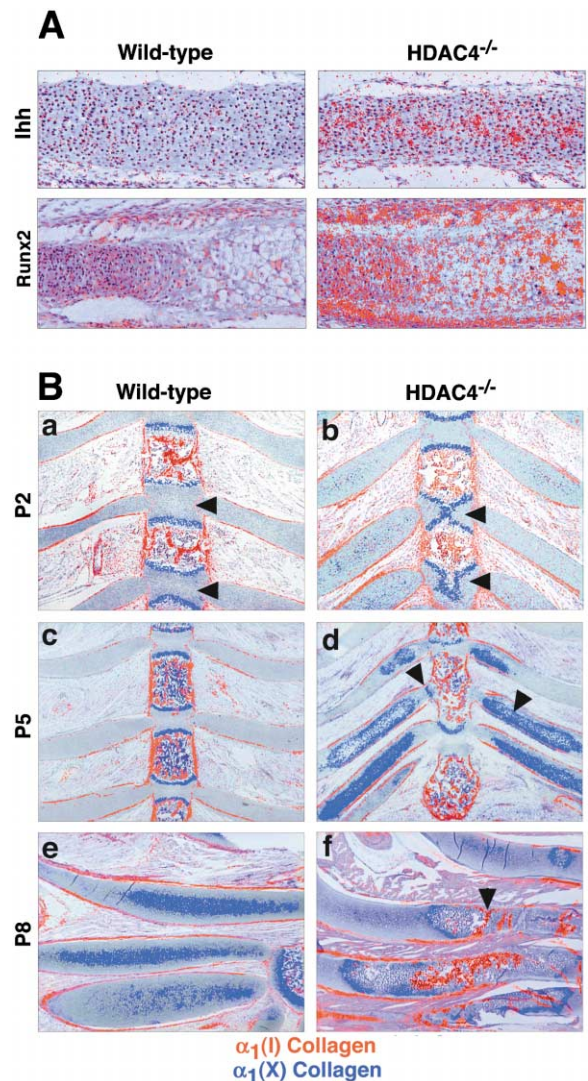 A
Wild-type HDAC4-/-
Ihh
Runx2
B
Wild-type HDAC4-/-
P2
a b
P5
c d
P8
e f
α1(I) Collagen
α1(X) Collagen